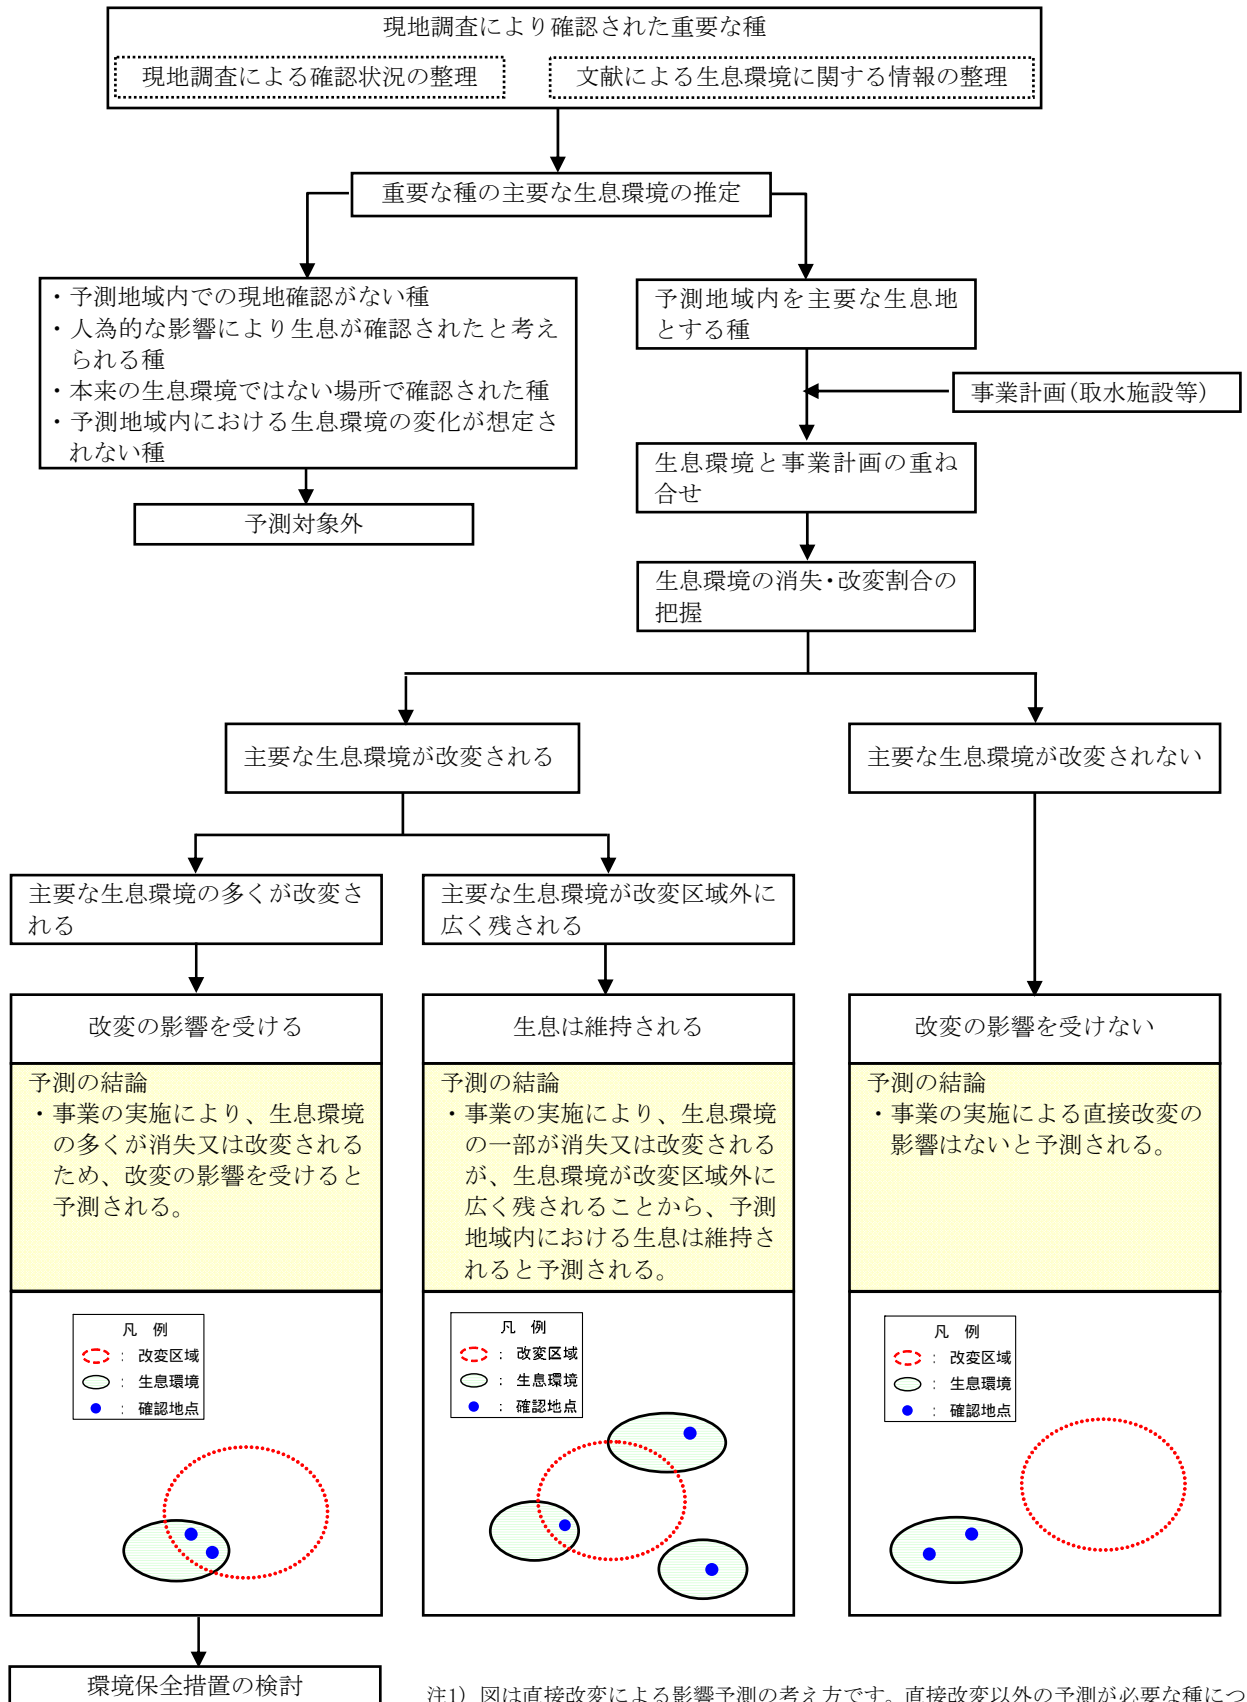 現地調査により確認された重要な種
現地調査による確認状況の整理
文献による生息環境に関する情報の整理
重要な種の主要な生息環境の推定
・予測地域内での現地確認がない種
・人為的な影響により生息が確認されたと考え
られる種
・本来の生息環境ではない場所で確認された種
・予測地域内における生息環境の変化が想定さ
れない種
予測対象外
予測地域内を主要な生息地
とする種
事業計画(取水施設等)
生息環境と事業計画の重ね
合せ
生息環境の消失・改変割合の
把握
主要な生息環境が改変される
主要な生息環境が改変されない
主要な生息環境の多くが改変さ
れる
主要な生息環境が改変区域外に
広く残される
改変の影響を受ける
予測の結論
・事業の実施により、生息環境
の多くが消失又は改変される
ため、改変の影響を受けると
予測される。
凡 例
: 改変区域
: 生息環境
: 確認地点
生息は維持される
予測の結論
・事業の実施により、生息環境
の一部が消失又は改変される
が、生息環境が改変区域外に
広く残されることから、予測
地域内における生息は維持さ
れると予測される。
凡 例
: 改変区域
: 生息環境
: 確認地点
改変の影響を受けない
予測の結論
・事業の実施による直接改変の
影響はないと予測される。
凡 例
: 改変区域
: 生息環境
: 確認地点
環境保全措置の検討
注1) 図は直接改変による影響予測の考え方です。直接改変以外の予測が必要な種につ